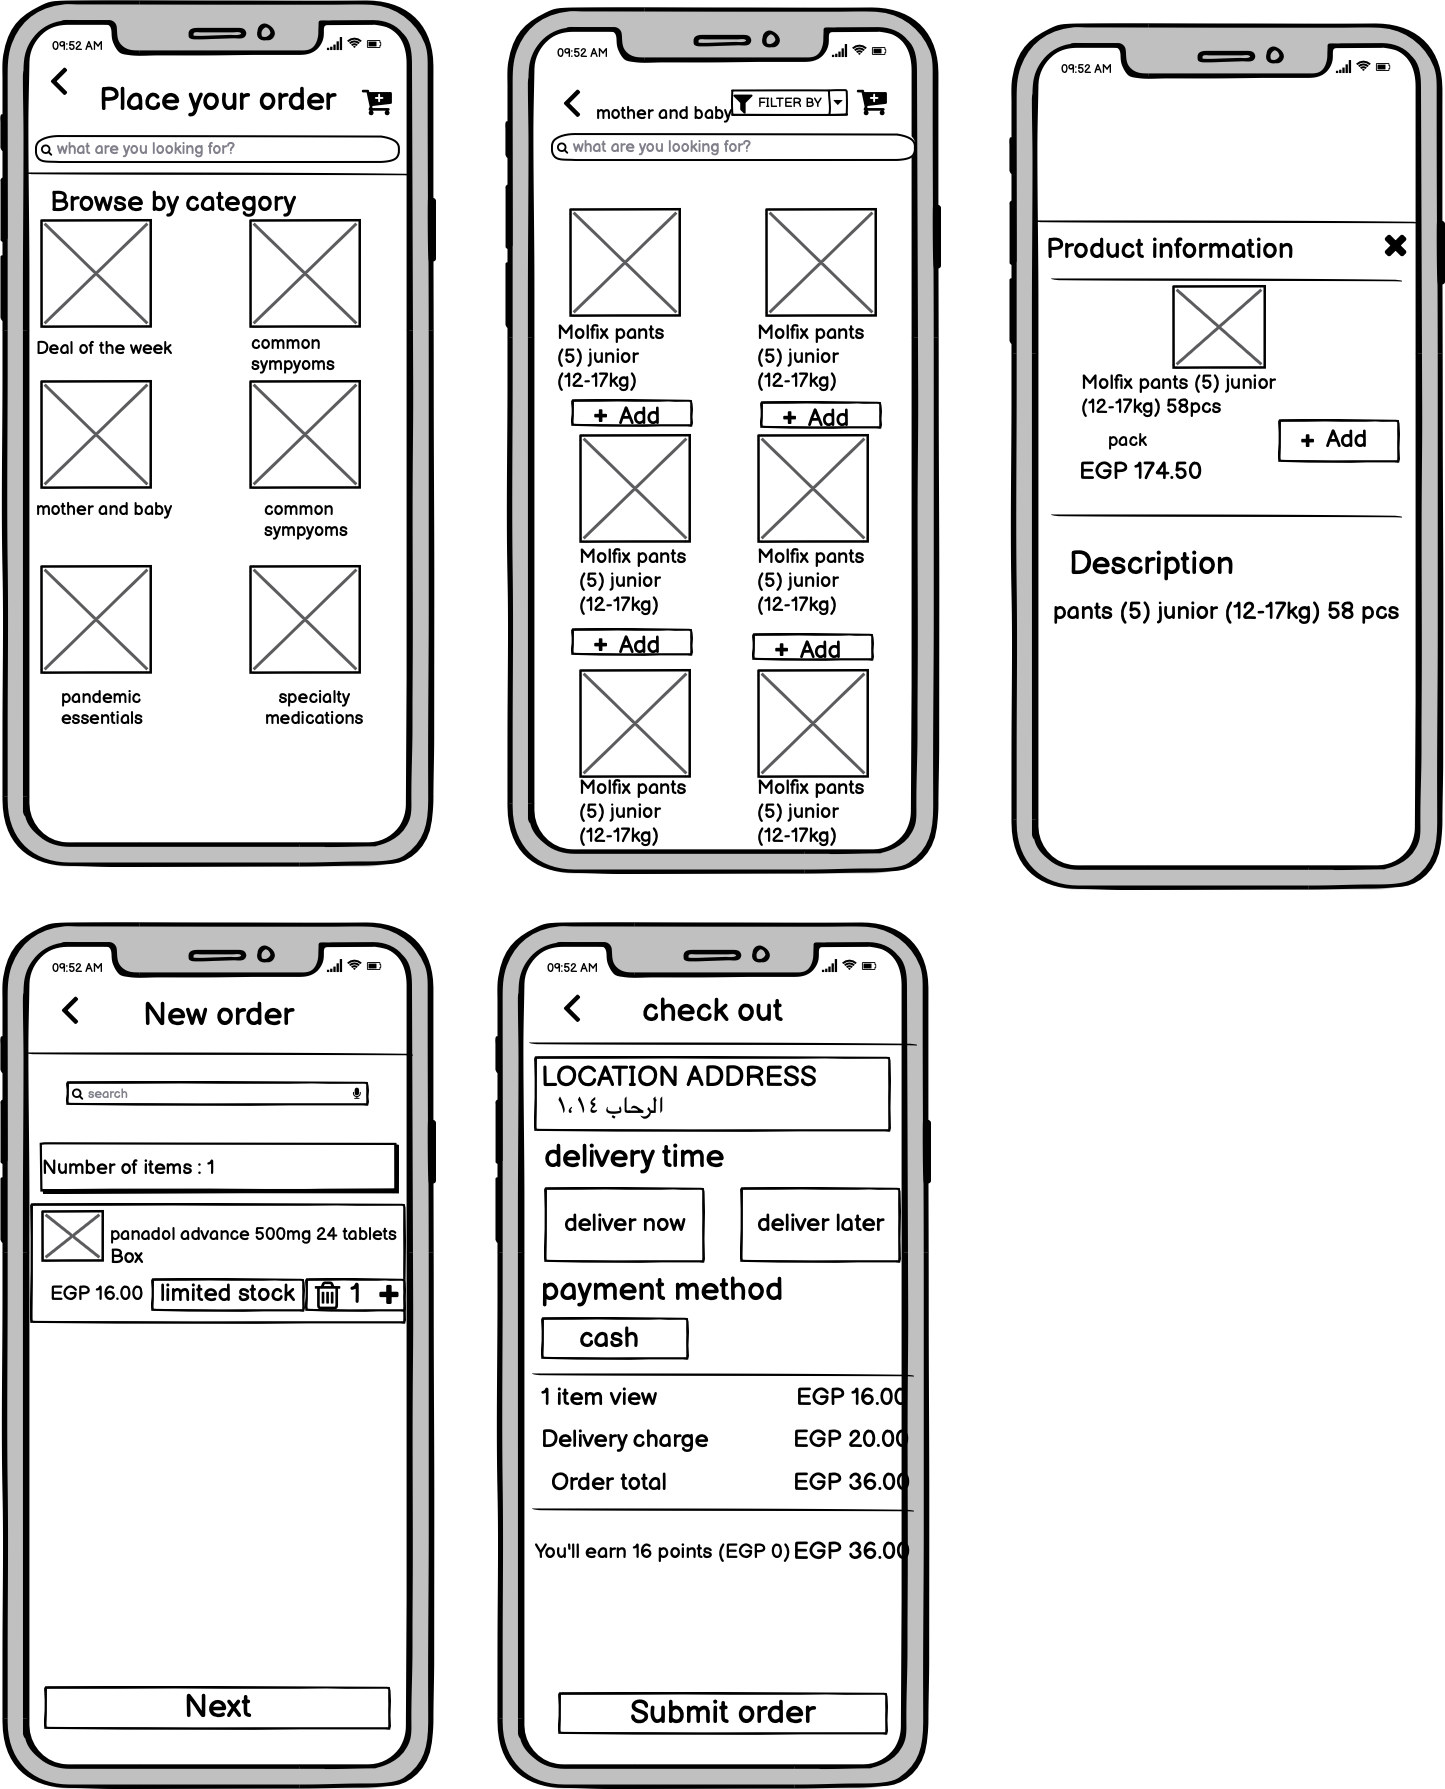 09:52 AM
Place your order
what are you looking for?
Browse by category
Deal of the week
common
sympyoms
mother and baby
common
sympyoms
pandemic
essentials
specialty
medications
09:52 AM
mother and baby
FILTER BY
what are you looking for?
Molfix pants
(5) junior
(12-17kg)
+ Add
Molfix pants
(5) junior
(12-17kg)
+ Add
Molfix pants
(5) junior
(12-17kg)
+ Add
Molfix pants
(5) junior
(12-17kg)
+ Add
Molfix pants
(5) junior
(12-17kg)
Molfix pants
(5) junior
(12-17kg)
09:52 AM
Product information
Molfix pants (5) junior
(12-17kg) 58pcs
pack
+ Add
EGP 174.50
Description
pants (5) junior (12-17kg) 58 pcs
09:52 AM
New order
search
Number of items : 1
panadol advance 500mg 24 tablets
Box
EGP 16.00
limited stock
1
Next
09:52 AM
check out
LOCATION ADDRESS
الرحاب ١،١٤
delivery time
deliver now
deliver later
payment method
cash
1 item view EGP 16.00
Delivery charge EGP 20.00
Order total EGP 36.00
You'll earn 16 points (EGP 0) EGP 36.00
Submit order